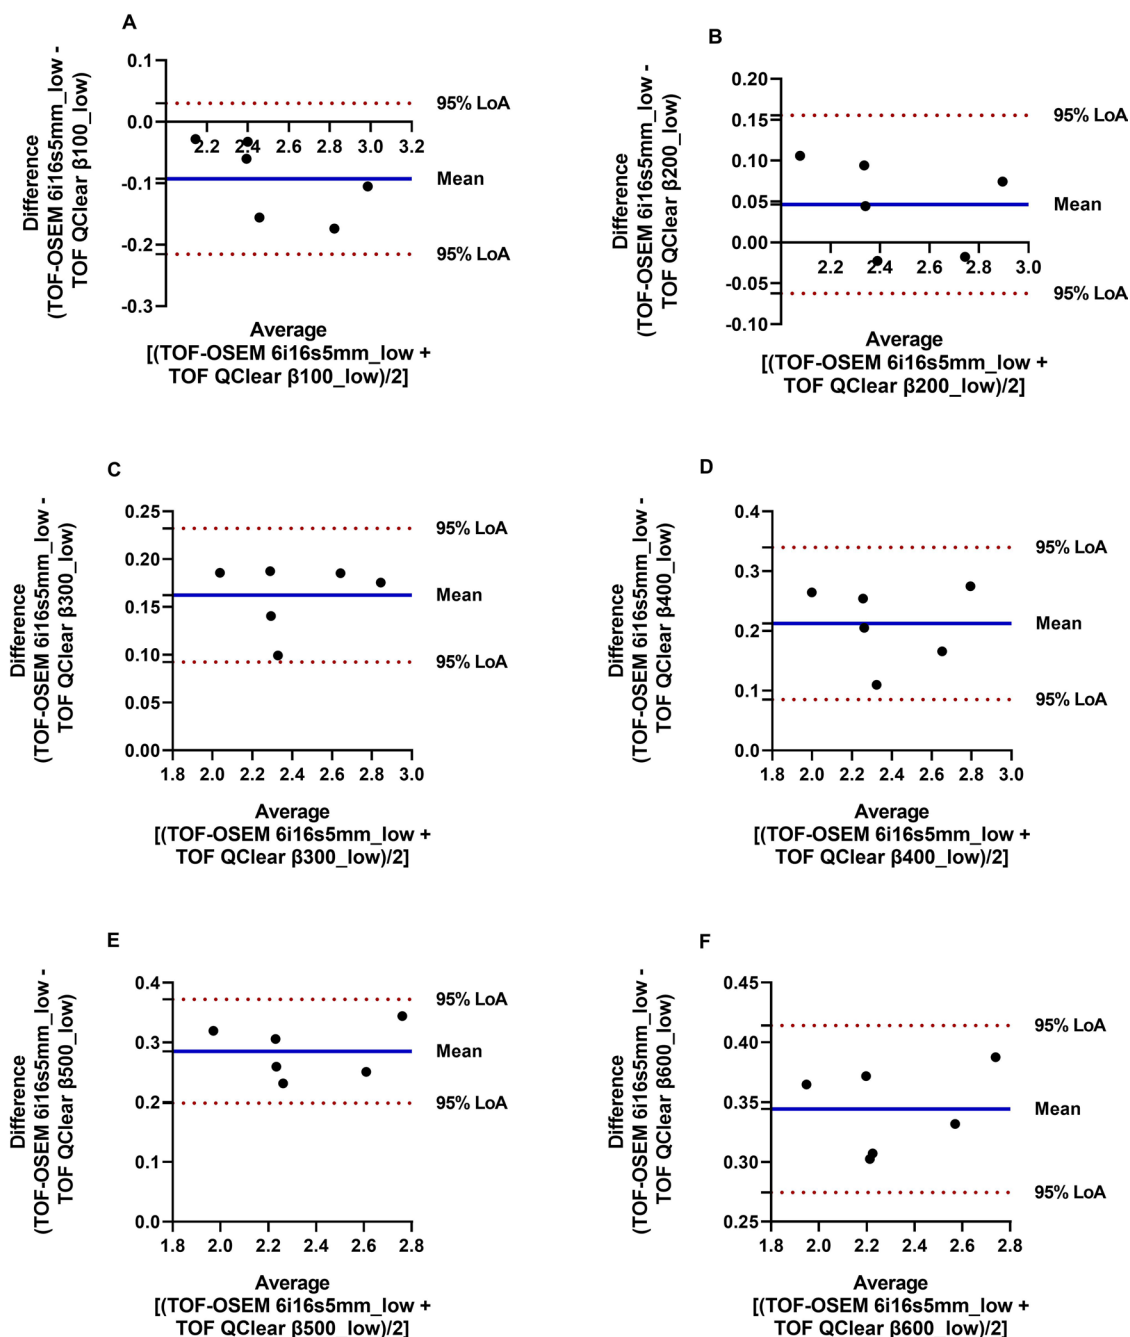 A
Difference
(TOF-OSEM 6i16s5mm_low -
TOF QClear β100_low)
0.1
0.0
-0.1
-0.2
-0.3
2.2 2.4 2.6 2.8 3.0 3.2
95% LoA
Mean
95% LoA
Average
[(TOF-OSEM 6i16s5mm_low +
TOF QClear β100_low)/2]
B
Difference
(TOF-OSEM 6i16s5mm_low -
TOF QClear β200_low)
0.20
0.15
0.10
0.05
0.00
-0.05
-0.10
2.2 2.4 2.6 2.8 3.0
95% LoA
Mean
95% LoA
Average
[(TOF-OSEM 6i16s5mm_low +
TOF QClear β200_low)/2]
C
Difference
(TOF-OSEM 6i16s5mm_low -
TOF QClear β300_low)
0.25
0.20
0.15
0.10
0.05
0.00
1.8 2.0 2.2 2.4 2.6 2.8 3.0
95% LoA
Mean
95% LoA
Average
[(TOF-OSEM 6i16s5mm_low +
TOF QClear β300_low)/2]
D
Difference
(TOF-OSEM 6i16s5mm_low -
TOF QClear β400_low)
0.4
0.3
0.2
0.1
0.0
1.8 2.0 2.2 2.4 2.6 2.8 3.0
95% LoA
Mean
95% LoA
Average
[(TOF-OSEM 6i16s5mm_low +
TOF QClear β400_low)/2]
E
Difference
(TOF-OSEM 6i16s5mm_low -
TOF QClear β500_low)
0.4
0.3
0.2
0.1
0.0
1.8 2.0 2.2 2.4 2.6 2.8
95% LoA
Mean
95% LoA
Average
[(TOF-OSEM 6i16s5mm_low +
TOF QClear β500_low)/2]
F
Difference
(TOF-OSEM 6i16s5mm_low -
TOF QClear β600_low)
0.45
0.40
0.35
0.30
0.25
1.8 2.0 2.2 2.4 2.6 2.8
95% LoA
Mean
95% LoA
Average
[(TOF-OSEM 6i16s5mm_low +
TOF QClear β600_low)/2]